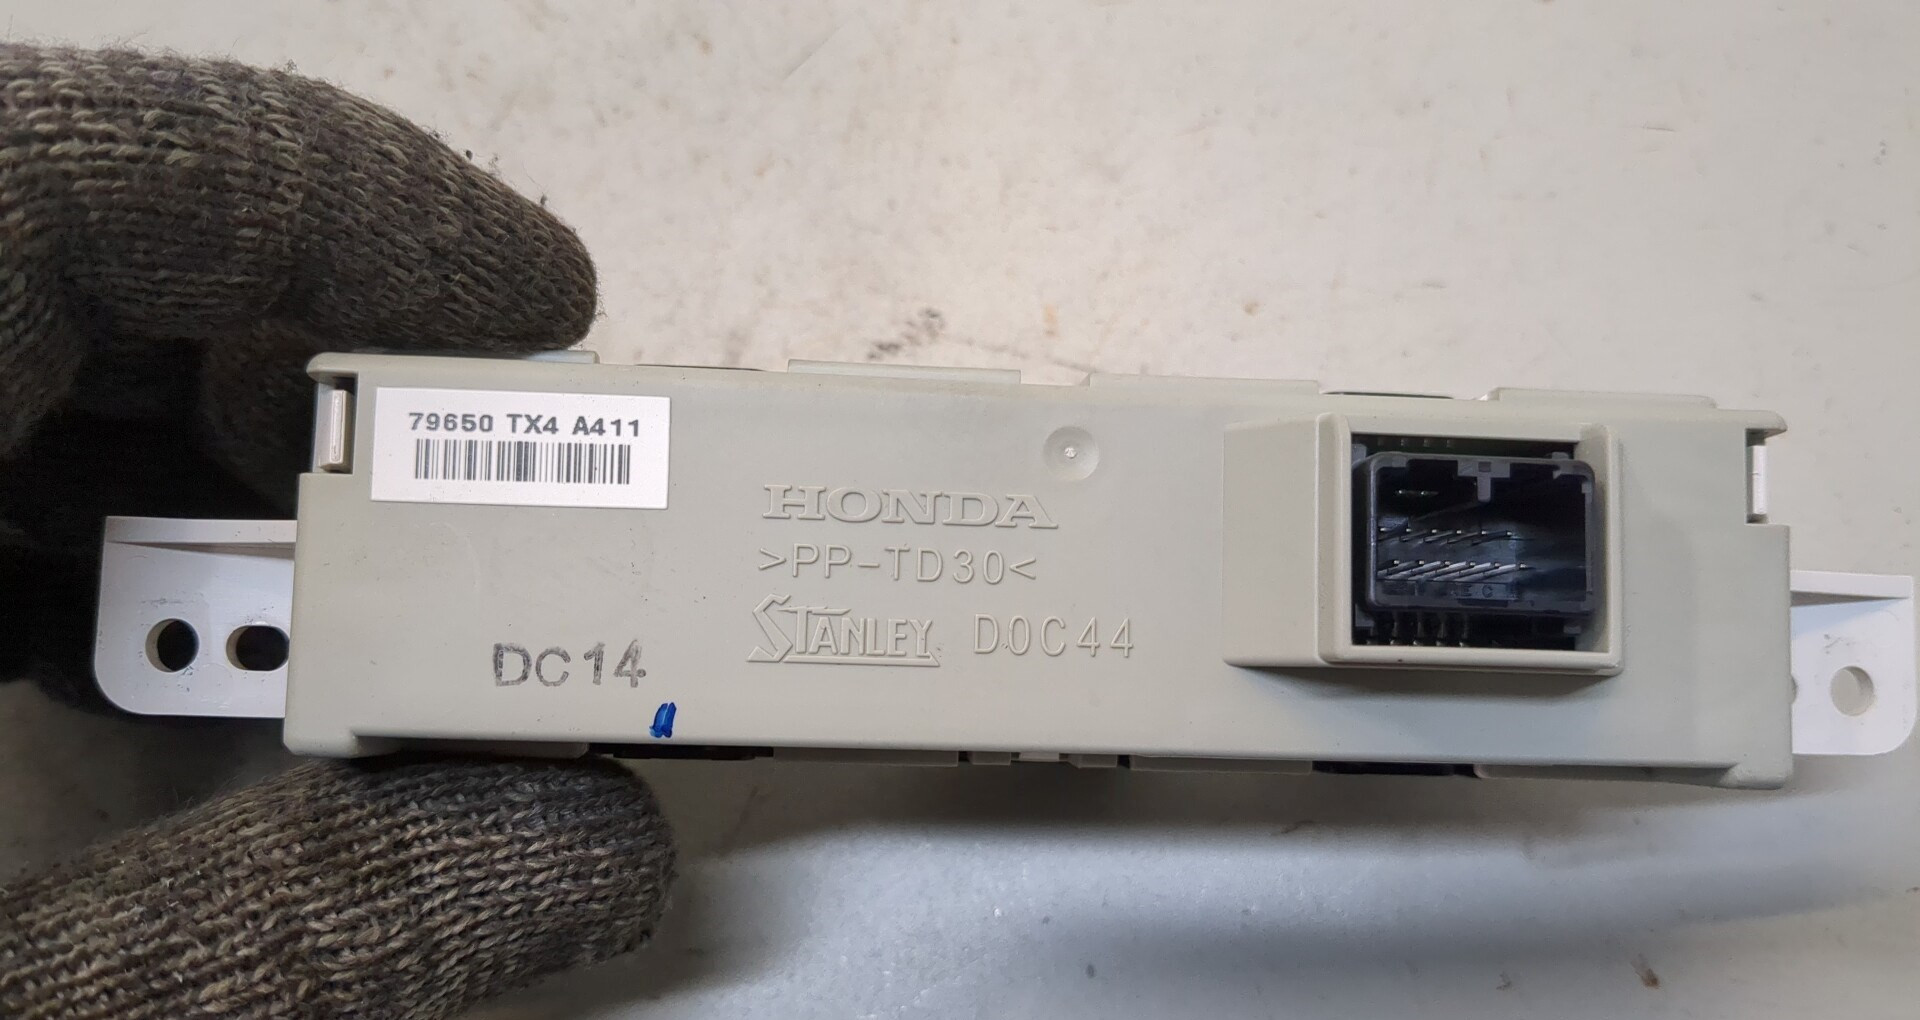 79650 TX4 A411
HONDA
>PP-TD30<
STANLEY D0C44
DC14